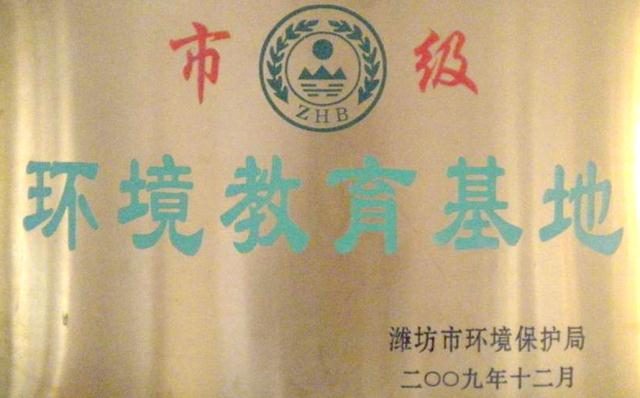 市级
ZHB
环境教育基地
潍坊市环境保护局
二〇〇九年十二月